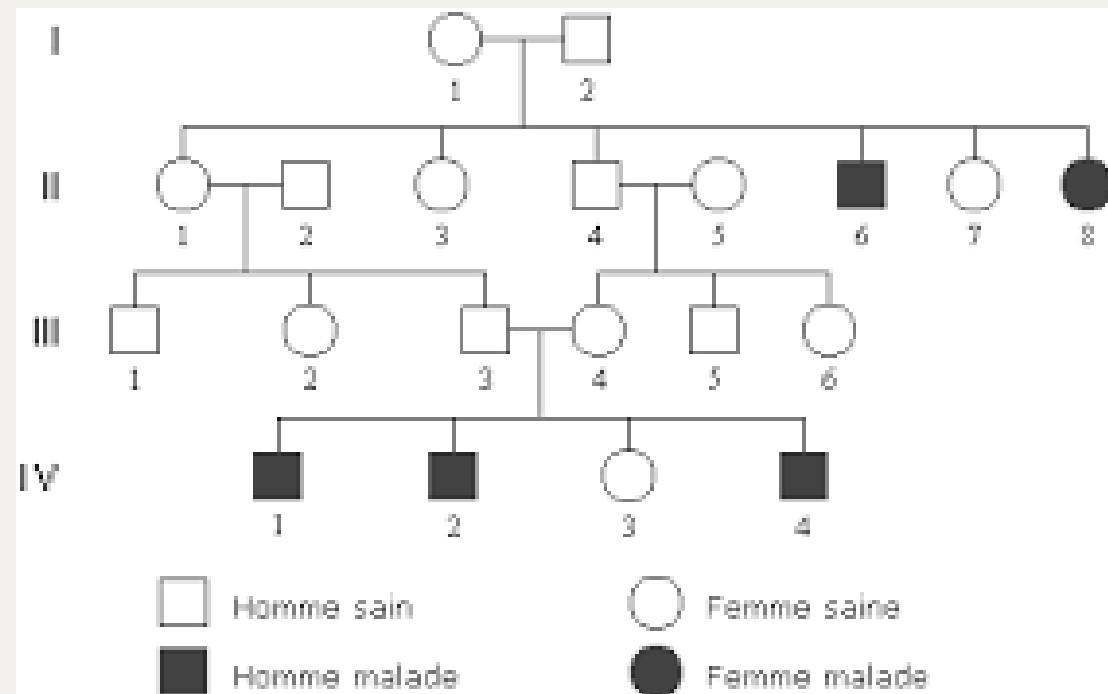 I
1 2
II
1 2 3 4 5 6 7 8
III
1 2 3 4 5 6
IV
1 2 3 4
Homme sain Femme saine
Homme malade Femme malade